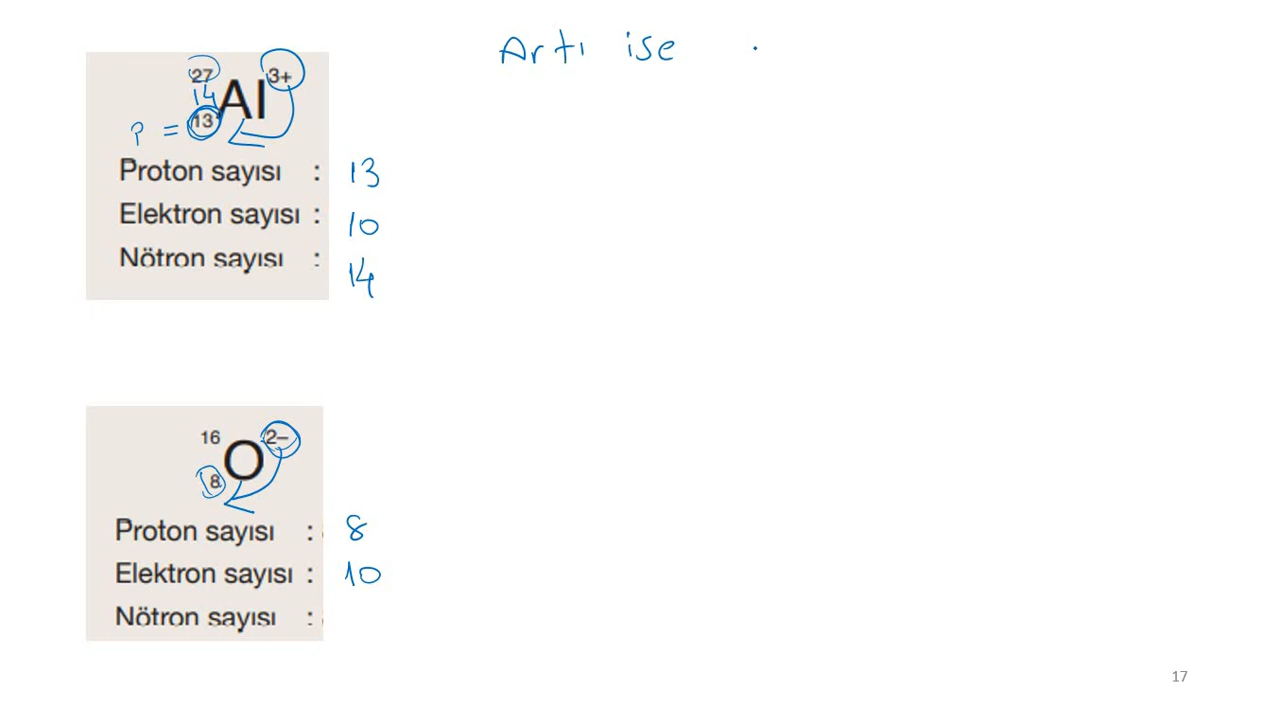 Artı ise
27
14
13
Al 3+
P =
Proton sayısı : 13
Elektron sayısı : 10
Nötron sayısı : 14
16
8
O 2–
Proton sayısı : 8
Elektron sayısı : 10
Nötron sayısı :
17